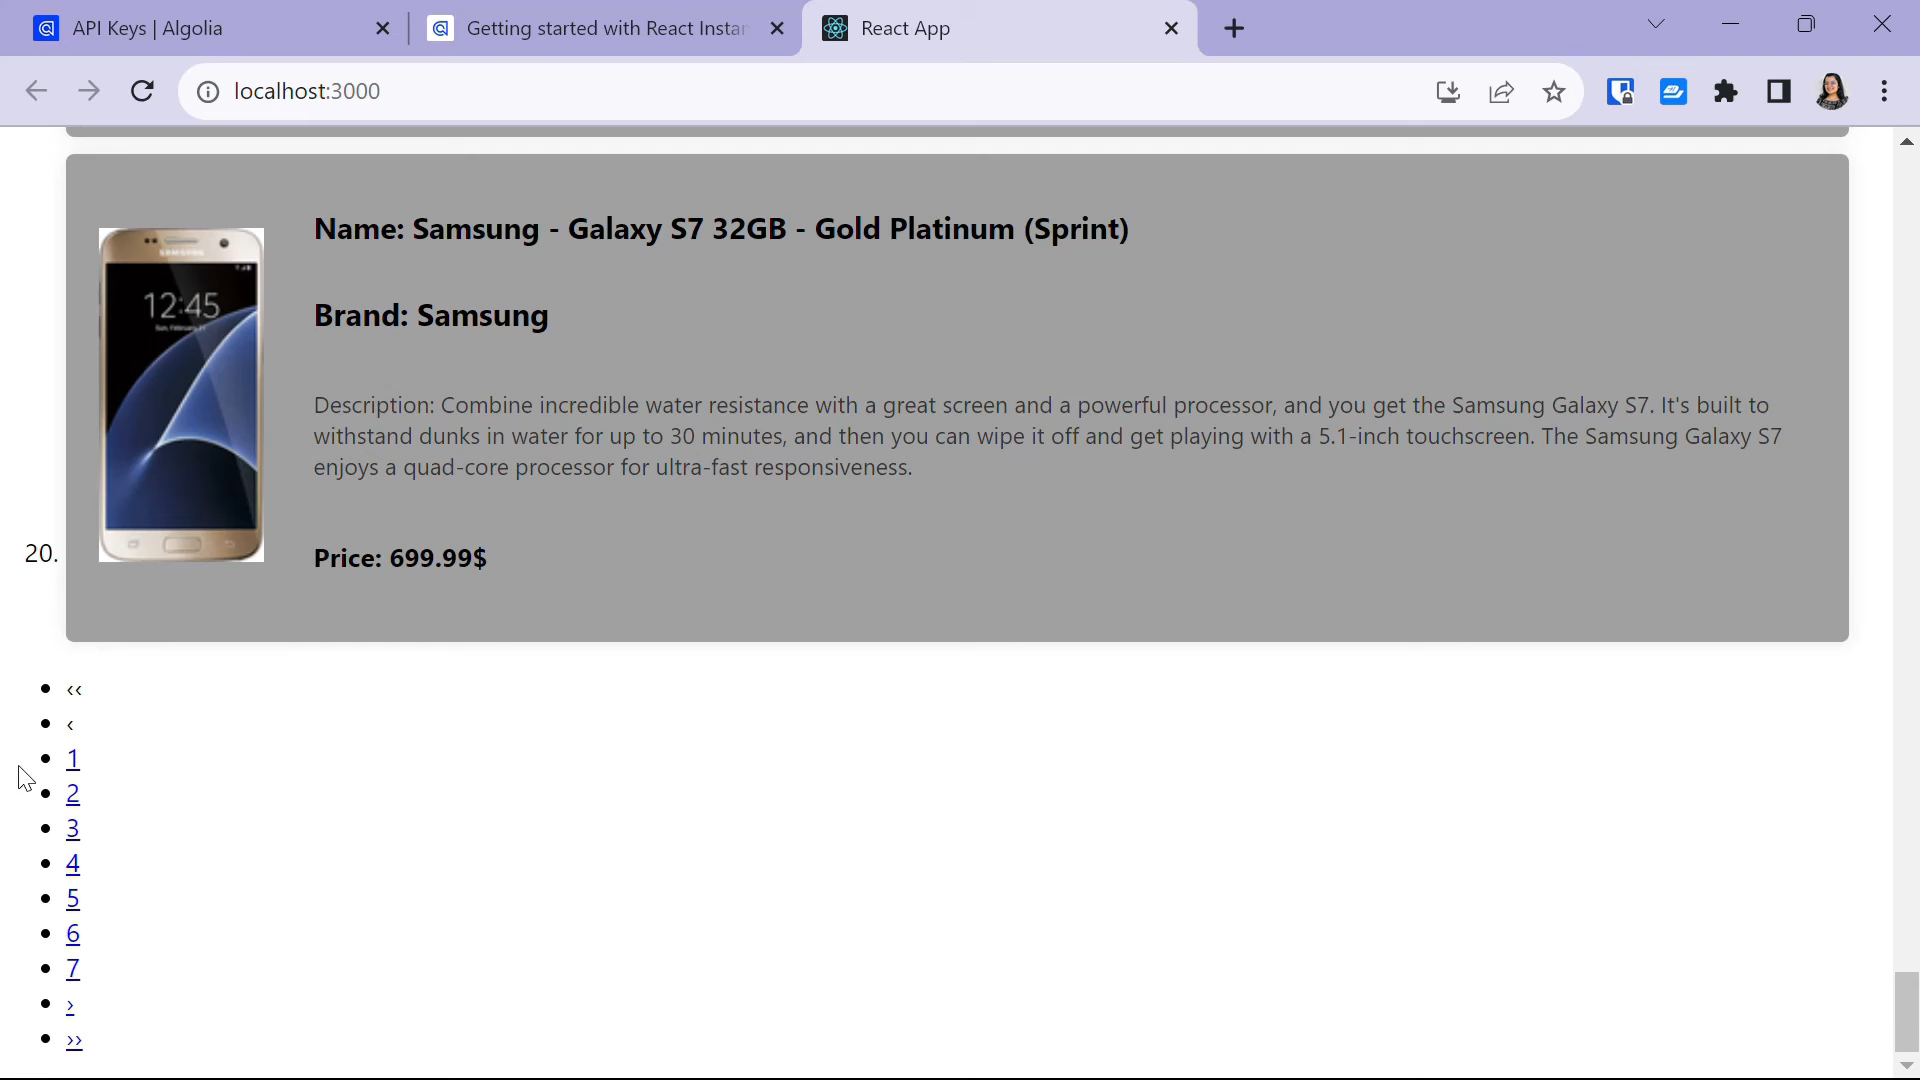 API Keys | Algolia
Getting started with React Instan
React App
localhost:3000
Name: Samsung - Galaxy S7 32GB - Gold Platinum (Sprint)
SAMSUNG
12:45
Brand: Samsung
Description: Combine incredible water resistance with a great screen and a powerful processor, and you get the Samsung Galaxy S7. It's built to
withstand dunks in water for up to 30 minutes, and then you can wipe it off and get playing with a 5.1-inch touchscreen. The Samsung Galaxy S7
enjoys a quad-core processor for ultra-fast responsiveness.
20.
Price: 699.99$
• ‹‹
• ‹
• 1
• 2
• 3
• 4
• 5
• 6
• 7
• ›
• ››